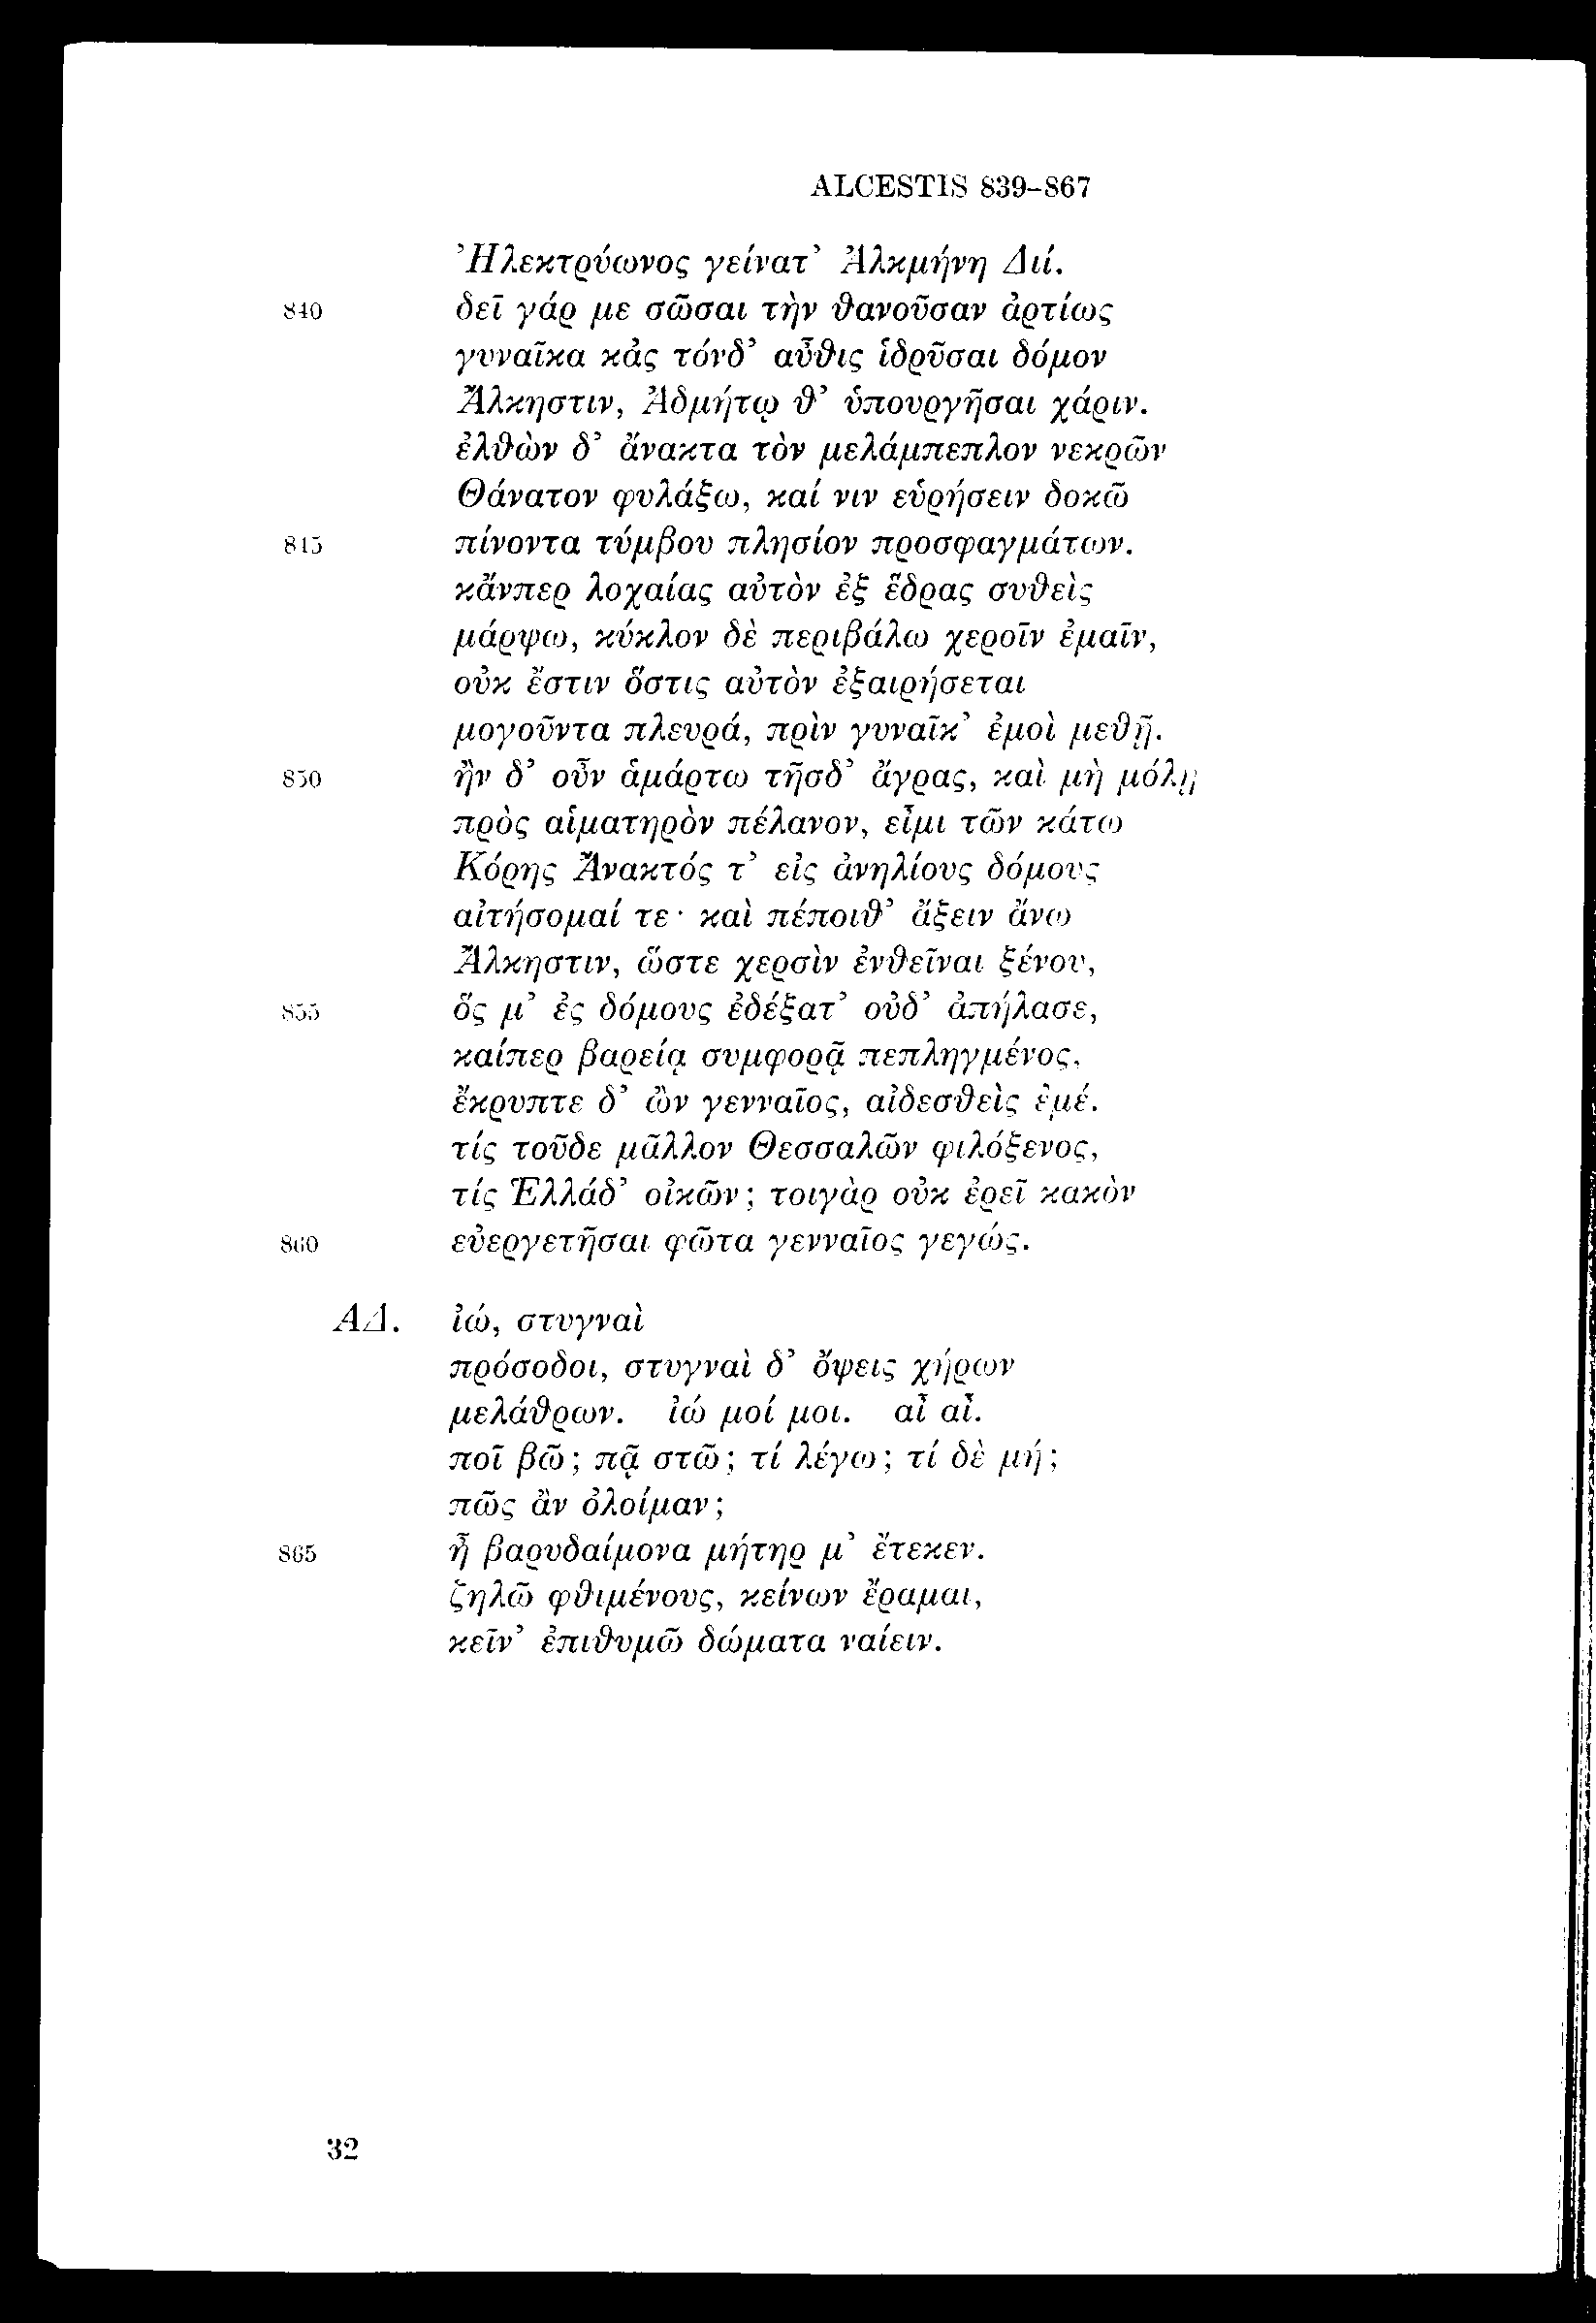 ALCESTIS 839-867
Ἠλεκτρύωνος γείνατ’ Ἀλκμήνη Διί.
840 δεῖ γάρ με σῶσαι τὴν θανοῦσαν ἀρτίως
γυναῖκα κἀς τόνδ’ αὖθις ἱδρῦσαι δόμον
Ἄλκηστιν, Ἀδμήτῳ θ’ ὑπουργῆσαι χάριν.
ἐλθὼν δ’ ἄνακτα τὸν μελάμπεπλον νεκρῶν
Θάνατον φυλάξω, καί νιν εὑρήσειν δοκῶ
845 πίνοντα τύμβου πλησίον προσφαγμάτων.
κἄνπερ λοχαίας αὐτὸν ἐξ ἕδρας συθεὶς
μάρψω, κύκλον δὲ περιβάλω χεροῖν ἐμαῖν,
οὐκ ἔστιν ὅστις αὐτὸν ἐξαιρήσεται
μογοῦντα πλευρά, πρὶν γυναῖκ’ ἐμοὶ μεθῇ.
850 ἢν δ’ οὖν ἁμάρτω τῆσδ’ ἄγρας, καὶ μὴ μόλῃ
πρὸς αἱματηρὸν πέλανον, εἶμι τῶν κάτω
Κόρης Ἄνακτός τ’ εἰς ἀνηλίους δόμους
αἰτήσομαί τε· καὶ πέποιθ’ ἄξειν ἄνω
Ἄλκηστιν, ὥστε χερσὶν ἐνθεῖναι ξένου,
855 ὅς μ’ ἐς δόμους ἐδέξατ’ οὐδ’ ἀπήλασε,
καίπερ βαρείᾳ συμφορᾷ πεπληγμένος,
ἔκρυπτε δ’ ὢν γενναῖος, αἰδεσθεὶς ἐμέ.
τίς τοῦδε μᾶλλον Θεσσαλῶν φιλόξενος,
τίς Ἑλλάδ’ οἰκῶν; τοιγὰρ οὐκ ἐρεῖ κακὸν
860 εὐεργετῆσαι φῶτα γενναῖος γεγώς.
ΑΔ. ἰώ, στυγναὶ
πρόσοδοι, στυγναὶ δ’ ὄψεις χήρων
μελάθρων. ἰώ μοί μοι. αἶ αἶ.
ποῖ βῶ; πᾷ στῶ; τί λέγω; τί δὲ μή;
πῶς ἂν ὀλοίμαν;
865 ἦ βαρυδαίμονα μήτηρ μ’ ἔτεκεν.
ζηλῶ φθιμένους, κείνων ἔραμαι,
κεῖν’ ἐπιθυμῶ δώματα ναίειν.
32